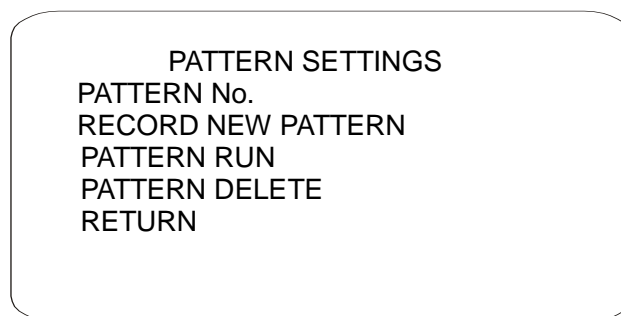 PATTERN SETTINGS
PATTERN No.
RECORD NEW PATTERN
PATTERN RUN
PATTERN DELETE
RETURN